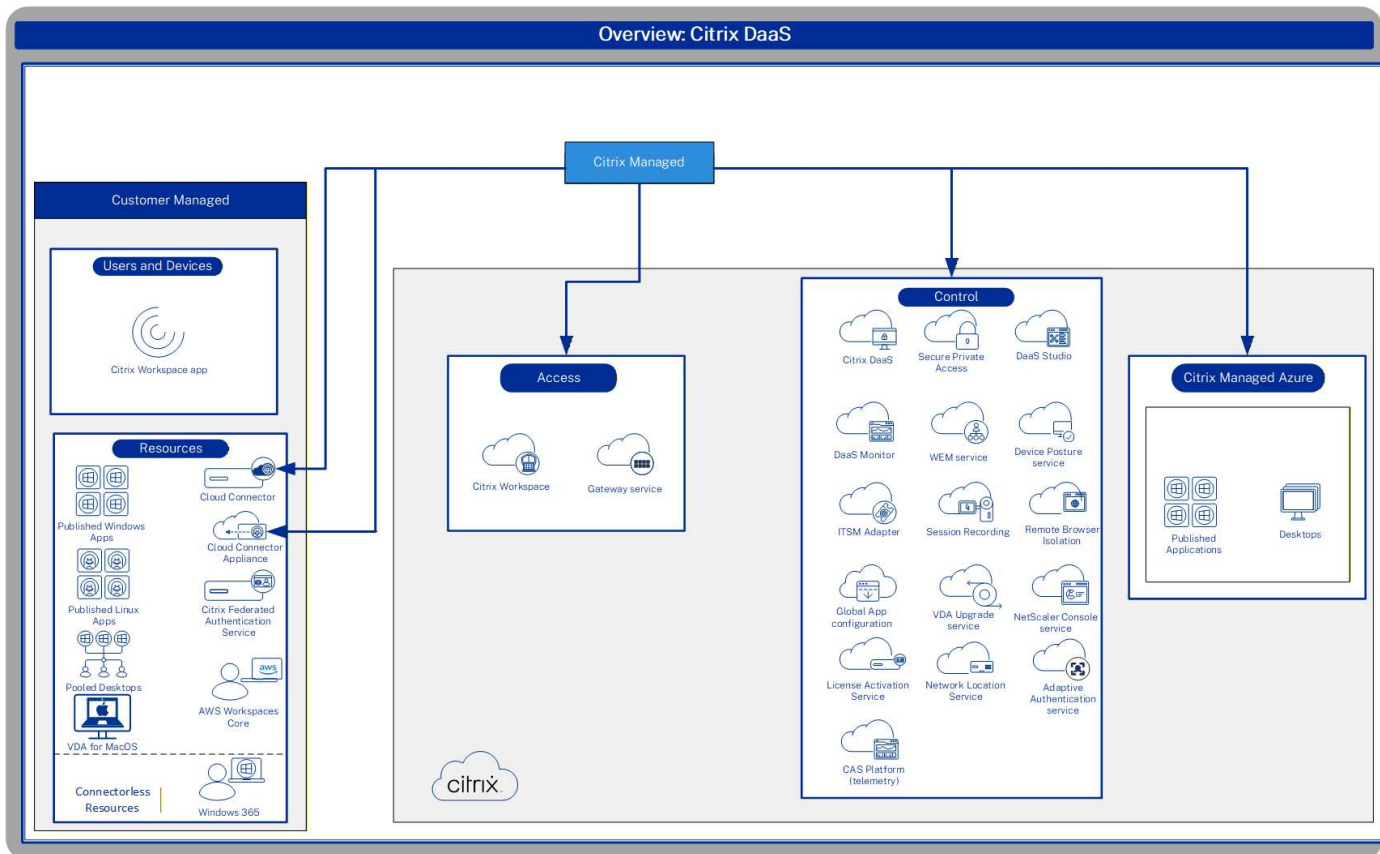 Overview: Citrix DaaS
Citrix Managed
Customer Managed
Users and Devices
Citrix Workspace app
Resources
Cloud Connector
Published Windows
Apps
Cloud Connector
Appliance
Published Linux
Apps
Citrix Federated
Authentication
Service
Pooled Desktops
aws
AWS Workspaces
Core
VDA for MacOS
Connectorless
Resources
Windows 365
Access
Citrix Workspace
Gateway service
citrix
Control
Citrix DaaS
Secure Private
Access
DaaS Studio
DaaS Monitor
WEM service
Device Posture
service
ITSM Adapter
Session Recording
Remote Browser
Isolation
Global App
configuration
VDA Upgrade
service
NetScaler Console
service
License Activation
Service
Network Location
Service
Adaptive
Authentication
service
CAS Platform
(telemetry)
Citrix Managed Azure
Published
Applications
Desktops